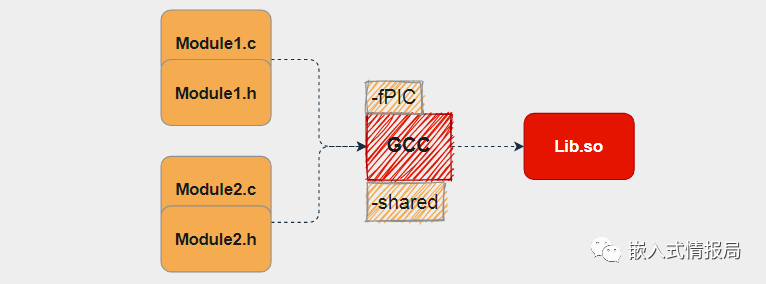 Module1.c
Module1.h
Module2.c
Module2.h
-fPIC
GCC
-shared
Lib.so
嵌入式情报局